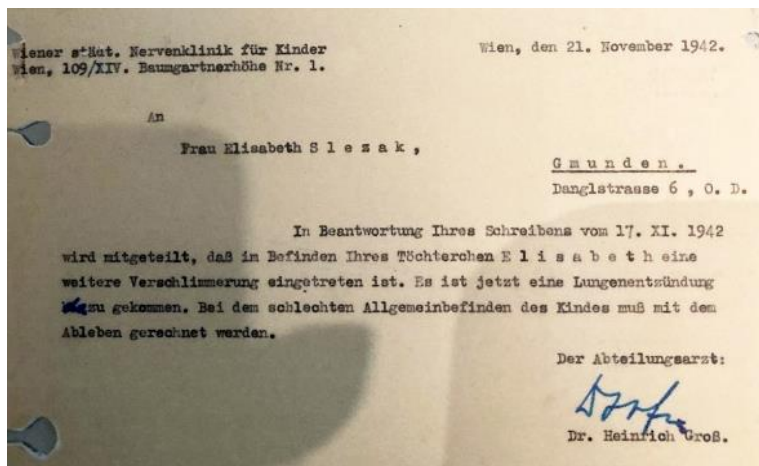 Wiener städt. Nervenklinik für Kinder
Wien, 109/XIV. Baumgartnerhöhe Nr. 1.
Wien, den 21. November 1942.
An
Frau Elisabeth S l e z a k ,
G m u n d e n .
Danglstrasse 6 , O. D.
In Beantwortung Ihres Schreibens vom 17. XI. 1942
wird mitgeteilt, daß im Befinden Ihres Töchterchen E l i s a b e t h eine
weitere Verschlimmerung eingetreten ist. Es ist jetzt eine Lungenentzündung
zu gekommen. Bei dem schlechten Allgemeinbefinden des Kindes muß mit dem
Ableben gerechnet werden.
Der Abteilungsarzt:
Dr. Heinrich Groß.